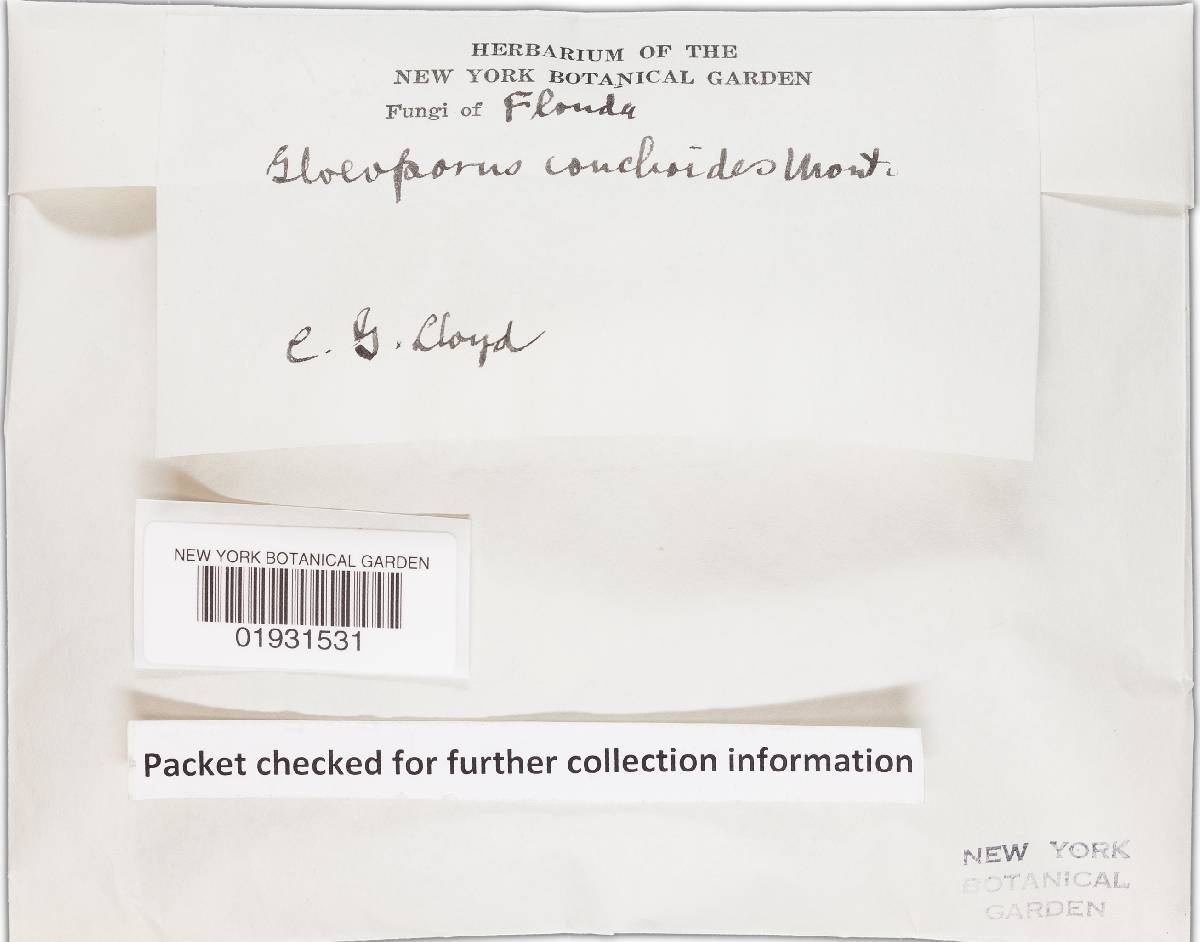 HERBARIUM OF THE
NEW YORK BOTANICAL GARDEN
Fungi of Florida
Gloeoporus conchoides Mont.
C. G. Lloyd
NEW YORK BOTANICAL GARDEN
01931531
Packet checked for further collection information
NEW YORK
BOTANICAL
GARDEN